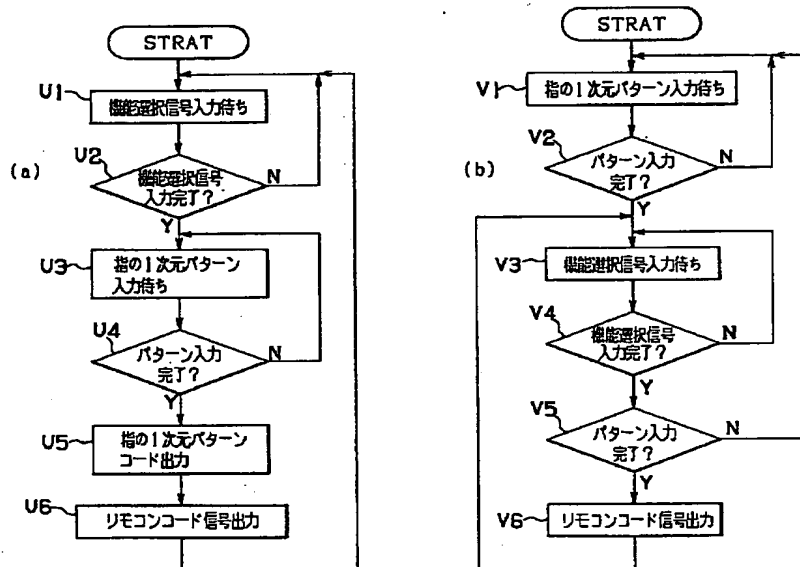 STRAT
U1
機能選択信号入力待ち
(a)
U2
機能選択信号
入力完了?
N
Y
U3
指の1次元パターン
入力待ち
U4
パターン入力
完了?
N
Y
U5
指の1次元パターン
コード出力
U6
リモコンコード信号出力
STRAT
V1
指の1次元パターン入力待ち
(b)
V2
パターン入力
完了?
N
Y
V3
機能選択信号入力待ち
V4
機能選択信号
入力完了?
N
Y
V5
パターン入力
完了?
N
Y
V6
リモコンコード信号出力